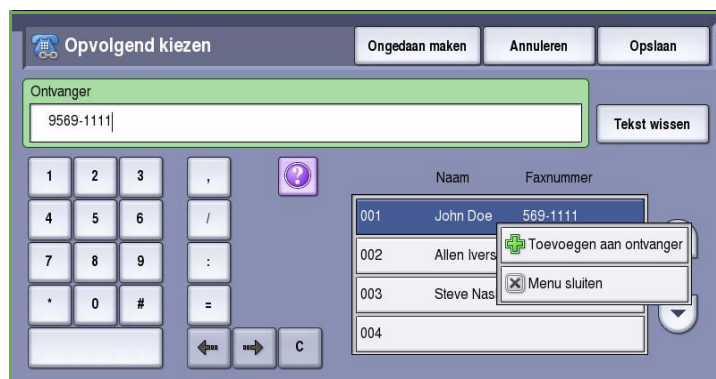 Opvolgend kiezen
Ongedaan maken Annuleren Opslaan
Ontvanger
9569-1111
Tekst wissen
1 2 3 ,
Naam Faxnummer
4 5 6 /
001 John Doe 569-1111
Toevoegen aan ontvanger
7 8 9 :
002 Allen Ivers
Menu sluiten
* 0 # =
003 Steve Nas
C
004